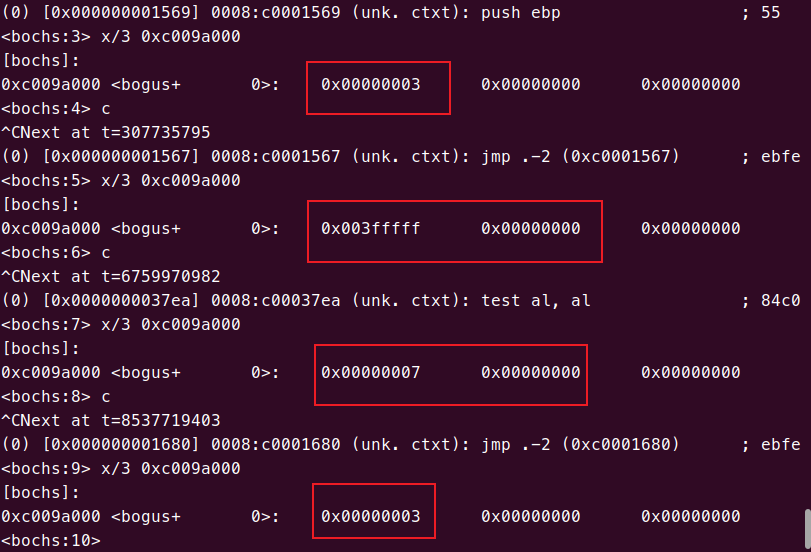 (0) [0x000000001569] 0008:c0001569 (unk. ctxt): push ebp ; 55
<bochs:3> x/3 0xc009a000
[bochs]:
0xc009a000 <bogus+ 0>: 0x00000003 0x00000000 0x00000000
<bochs:4> c
^CNext at t=307735795
(0) [0x000000001567] 0008:c0001567 (unk. ctxt): jmp .-2 (0xc0001567) ; ebfe
<bochs:5> x/3 0xc009a000
[bochs]:
0xc009a000 <bogus+ 0>: 0x003fffff 0x00000000 0x00000000
<bochs:6> c
^CNext at t=6759970982
(0) [0x0000000037ea] 0008:c00037ea (unk. ctxt): test al, al ; 84c0
<bochs:7> x/3 0xc009a000
[bochs]:
0xc009a000 <bogus+ 0>: 0x00000007 0x00000000 0x00000000
<bochs:8> c
^CNext at t=8537719403
(0) [0x000000001680] 0008:c0001680 (unk. ctxt): jmp .-2 (0xc0001680) ; ebfe
<bochs:9> x/3 0xc009a000
[bochs]:
0xc009a000 <bogus+ 0>: 0x00000003 0x00000000 0x00000000
<bochs:10>